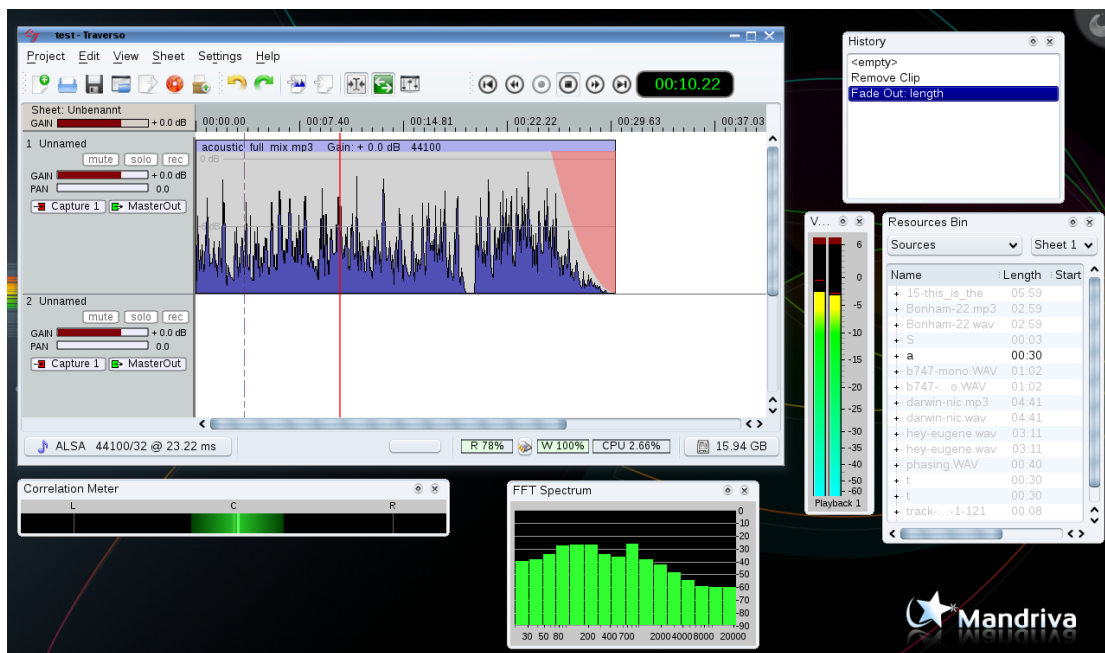 test - Traverso
Project Edit View Sheet Settings Help
00:10.22
Sheet: Unbenannt
GAIN + 0.0 dB
00:00.00 00:07.40 00:14.81 00:22.22 00:29.63 00:37.03
1 Unnamed
mute solo rec
GAIN + 0.0 dB
PAN 0.0
Capture 1 MasterOut
acoustic_full_mix.mp3 Gain: + 0.0 dB 44100
0 dB
2 Unnamed
mute solo rec
GAIN + 0.0 dB
PAN 0.0
Capture 1 MasterOut
ALSA 44100/32 @ 23.22 ms
R 78% W 100% CPU 2.66% 15.94 GB
History
<empty>
Remove Clip
Fade Out: length
V...
6
0
-5
-10
-15
-20
-25
-30
-35
-40
-50
-60
Playback 1
Resources Bin
Sources Sheet 1
Name Length Start
15-this_is_the 05:59
Bonham-22.mp3 02:59
Bonham-22.wav 02:59
S 00:03
a 00:30
b747-mono.WAV 01:02
b747-...o.WAV 01:02
darwin-nic.mp3 04:41
darwin-nic.wav 04:41
hey-eugene.wav 03:11
hey-eugene.wav 03:11
phasing.WAV 00:40
t 00:30
t 00:30
track-...-1-121 00:08
Correlation Meter
L C R
FFT Spectrum
0
-10
-20
-30
-40
-50
-60
-70
-80
-90
30 50 80 200 400 700 2000 4000 8000 20000
Mandriva